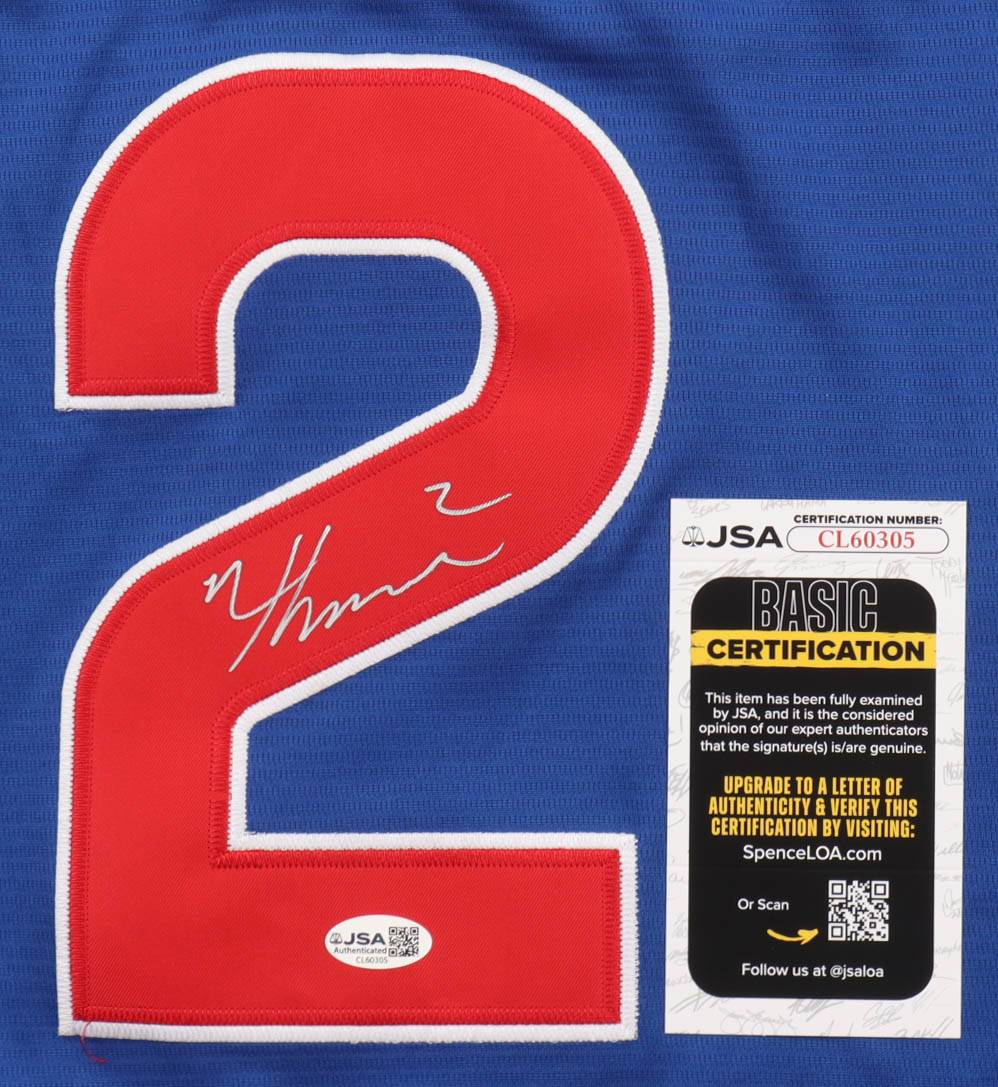 2
2
JSA
CERTIFICATION NUMBER:
CL60305
BASIC
CERTIFICATION
This item has been fully examined
by JSA, and it is the considered
opinion of our expert authenticators
that the signature(s) is/are genuine.
UPGRADE TO A LETTER OF
AUTHENTICITY & VERIFY THIS
CERTIFICATION BY VISITING:
SpenceLOA.com
Or Scan
Follow us at @jsaloa
JSA
Authenticated
CL60305